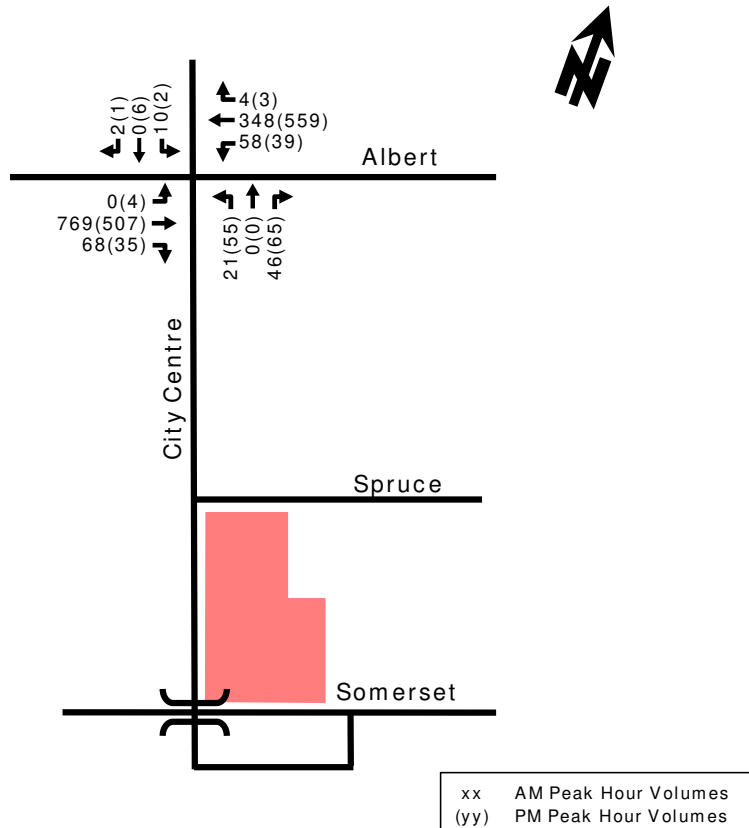 2(1)
0(6)
10(2)
4(3)
348(559)
58(39)
Albert
0(4)
769(507)
68(35)
21(55)
0(0)
46(65)
City Centre
Spruce
Somerset
xx AM Peak Hour Volumes
(yy) PM Peak Hour Volumes